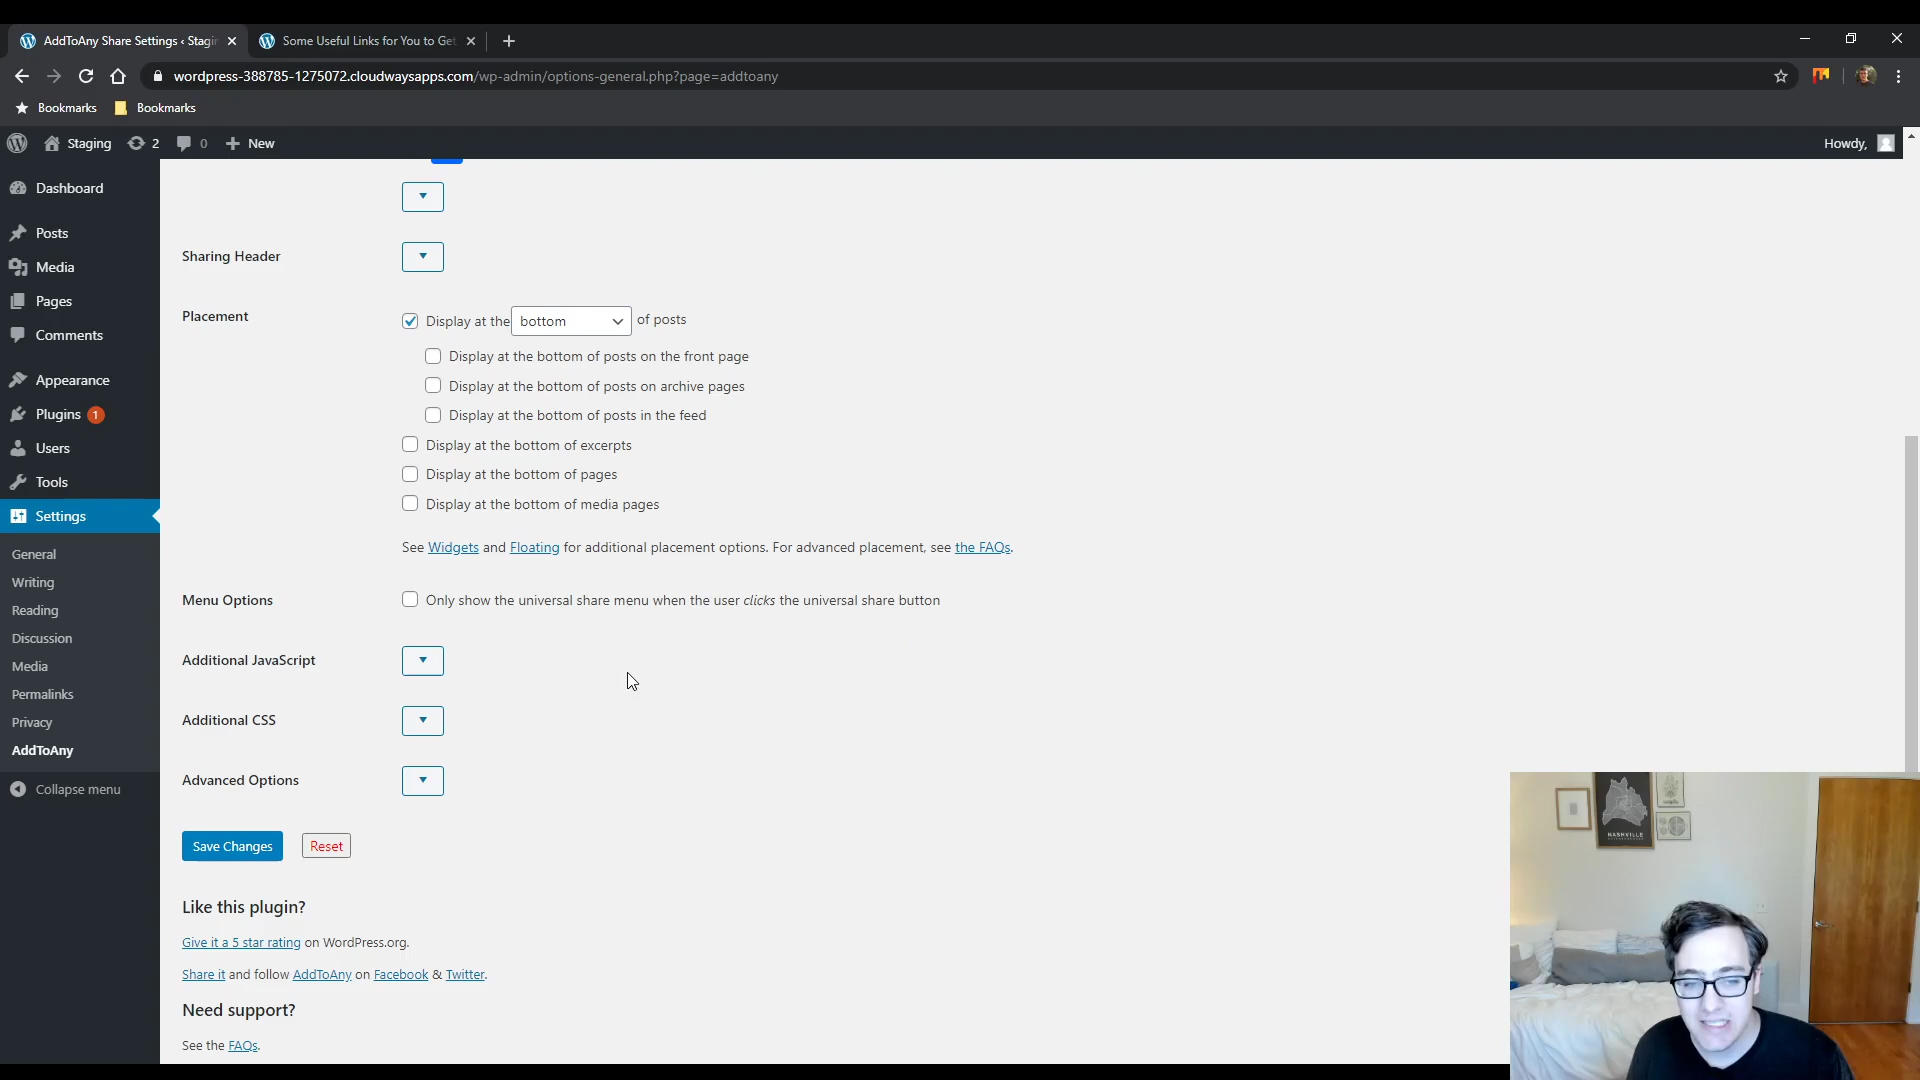 AddToAny Share Settings ‹ Stagin
Some Useful Links for You to Get
wordpress-388785-1275072.cloudwaysapps.com/wp-admin/options-general.php?page=addtoany
Bookmarks
Bookmarks
Staging
2
0
New
Howdy,
Dashboard
Posts
Media
Pages
Comments
Appearance
Plugins 1
Users
Tools
Settings
General
Writing
Reading
Discussion
Media
Permalinks
Privacy
AddToAny
Collapse menu
Sharing Header
Placement
Display at the bottom of posts
Display at the bottom of posts on the front page
Display at the bottom of posts on archive pages
Display at the bottom of posts in the feed
Display at the bottom of excerpts
Display at the bottom of pages
Display at the bottom of media pages
See Widgets and Floating for additional placement options. For advanced placement, see the FAQs.
Menu Options
Only show the universal share menu when the user clicks the universal share button
Additional JavaScript
Additional CSS
Advanced Options
Save Changes
Reset
Like this plugin?
Give it a 5 star rating on WordPress.org.
Share it and follow AddToAny on Facebook & Twitter.
Need support?
See the FAQs.
NASHVILLE